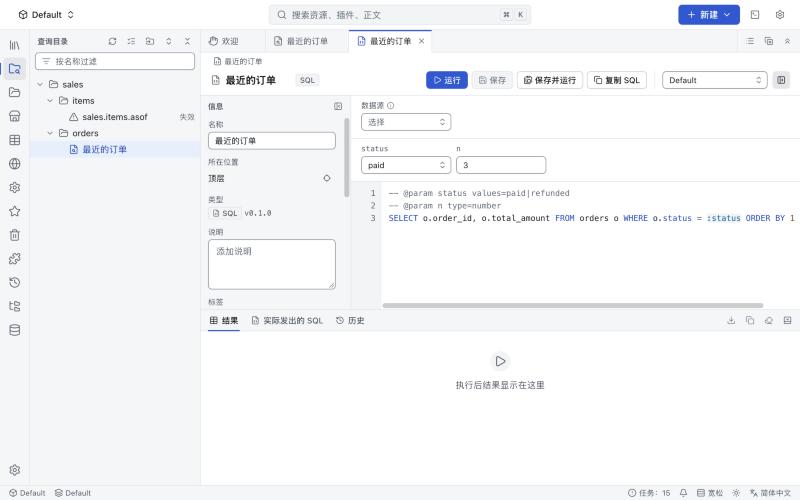 Default
搜索资源、插件、正文
⌘ K
+ 新建
查询目录
按名称过滤
sales
items
sales.items.asof 失效
orders
最近的订单
欢迎
最近的订单
最近的订单
最近的订单
最近的订单 SQL
运行
保存
保存并运行
复制 SQL
Default
信息
名称
最近的订单
所在位置
顶层
类型
SQL v0.1.0
说明
添加说明
标签
数据源
选择
status n
paid 3
1 -- @param status values=paid|refunded
2 -- @param n type=number
3 SELECT o.order_id, o.total_amount FROM orders o WHERE o.status = :status ORDER BY 1
结果 实际发出的 SQL 历史
执行后结果显示在这里
Default Default
任务: 15 宽松 简体中文